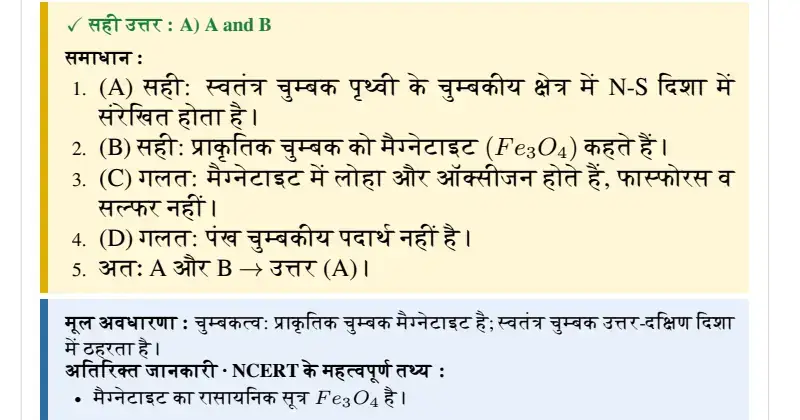 ✓ सही उत्तर : A) A and B
समाधान :
1. (A) सही: स्वतंत्र चुम्बक पृथ्वी के चुम्बकीय क्षेत्र में N-S दिशा में
संरेखित होता है।
2. (B) सही: प्राकृतिक चुम्बक को मैग्नेटाइट (Fe₃O₄) कहते हैं।
3. (C) गलत: मैग्नेटाइट में लोहा और ऑक्सीजन होते हैं, फास्फोरस व
सल्फर नहीं।
4. (D) गलत: पंख चुम्बकीय पदार्थ नहीं है।
5. अतः A और B → उत्तर (A)।
मूल अवधारणा : चुम्बकत्व: प्राकृतिक चुम्बक मैग्नेटाइट है; स्वतंत्र चुम्बक उत्तर-दक्षिण दिशा
में ठहरता है।
अतिरिक्त जानकारी · NCERT के महत्वपूर्ण तथ्य :
• मैग्नेटाइट का रासायनिक सूत्र Fe₃O₄ है।